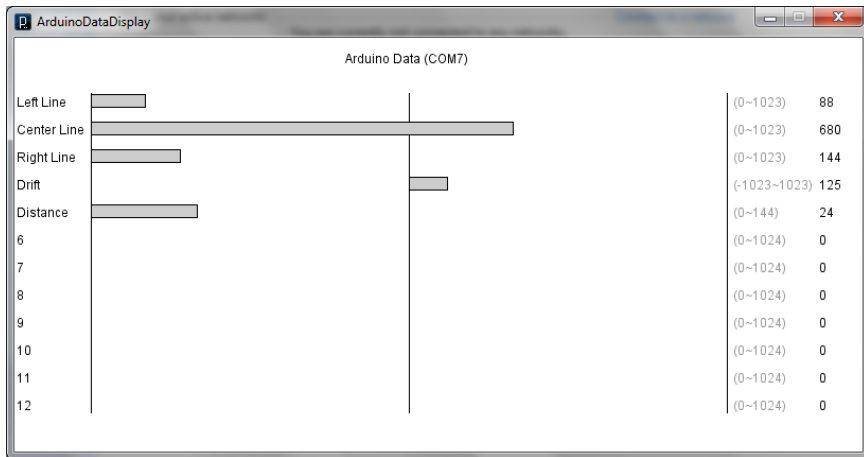 ArduinoDataDisplay
Arduino Data (COM7)
Left Line (0~1023) 88
Center Line (0~1023) 680
Right Line (0~1023) 144
Drift (-1023~1023) 125
Distance (0~144) 24
6 (0~1024) 0
7 (0~1024) 0
8 (0~1024) 0
9 (0~1024) 0
10 (0~1024) 0
11 (0~1024) 0
12 (0~1024) 0